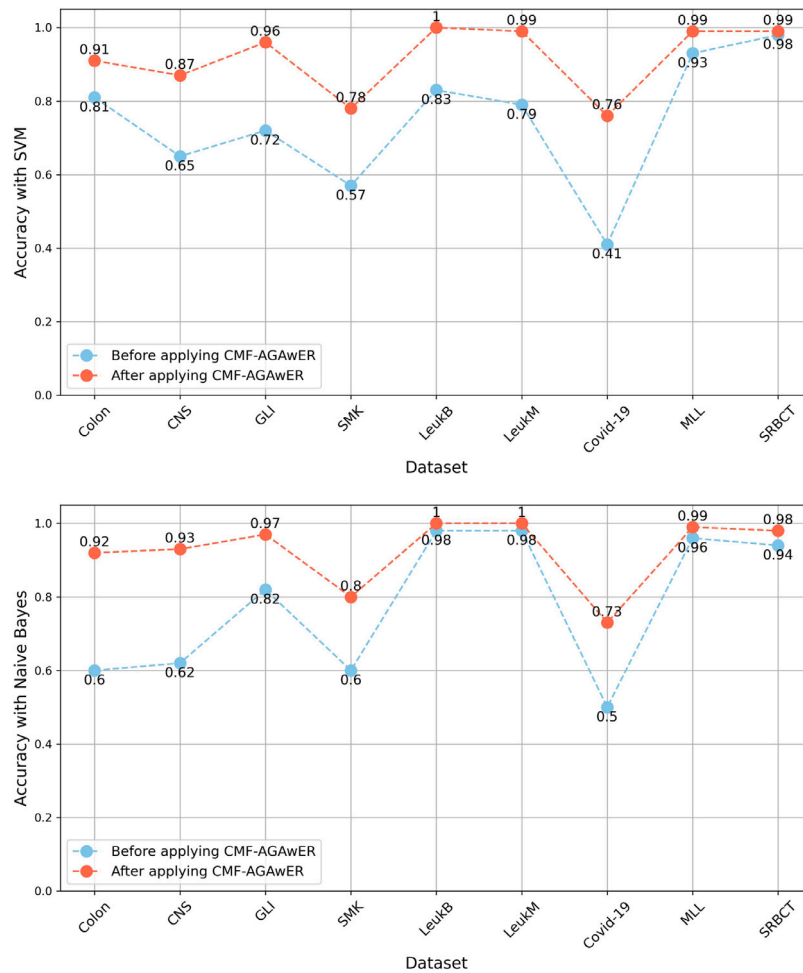 1
0.99
0.99
0.99
1.0
0.96
0.91
0.98
0.87
0.93
0.83
0.81
0.78
0.79
0.76
0.8
0.72
0.65
0.6
0.57
0.41
0.4
0.2
0.0
Accuracy with SVM
Before applying CMF-AGAwER
After applying CMF-AGAwER
Colon
CNS
GLI
SMK
LeukB
LeukM
Covid-19
MLL
SRBCT
Dataset
1
1
0.99
1.0
0.97
0.98
0.92
0.93
0.98
0.98
0.96
0.94
0.82
0.8
0.8
0.73
0.6
0.6
0.62
0.6
0.5
0.4
0.2
0.0
Accuracy with Naive Bayes
Before applying CMF-AGAwER
After applying CMF-AGAwER
Colon
CNS
GLI
SMK
LeukB
LeukM
Covid-19
MLL
SRBCT
Dataset